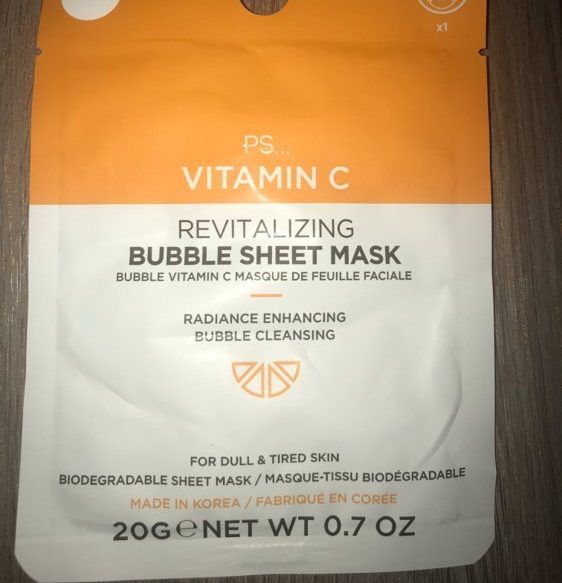 x1
PS...
VITAMIN C
REVITALIZING
BUBBLE SHEET MASK
BUBBLE VITAMIN C MASQUE DE FEUILLE FACIALE
RADIANCE ENHANCING
BUBBLE CLEANSING
FOR DULL & TIRED SKIN
BIODEGRADABLE SHEET MASK / MASQUE-TISSU BIODÉGRADABLE
MADE IN KOREA / FABRIQUÉ EN CORÉE
20G℮NET WT 0.7 OZ